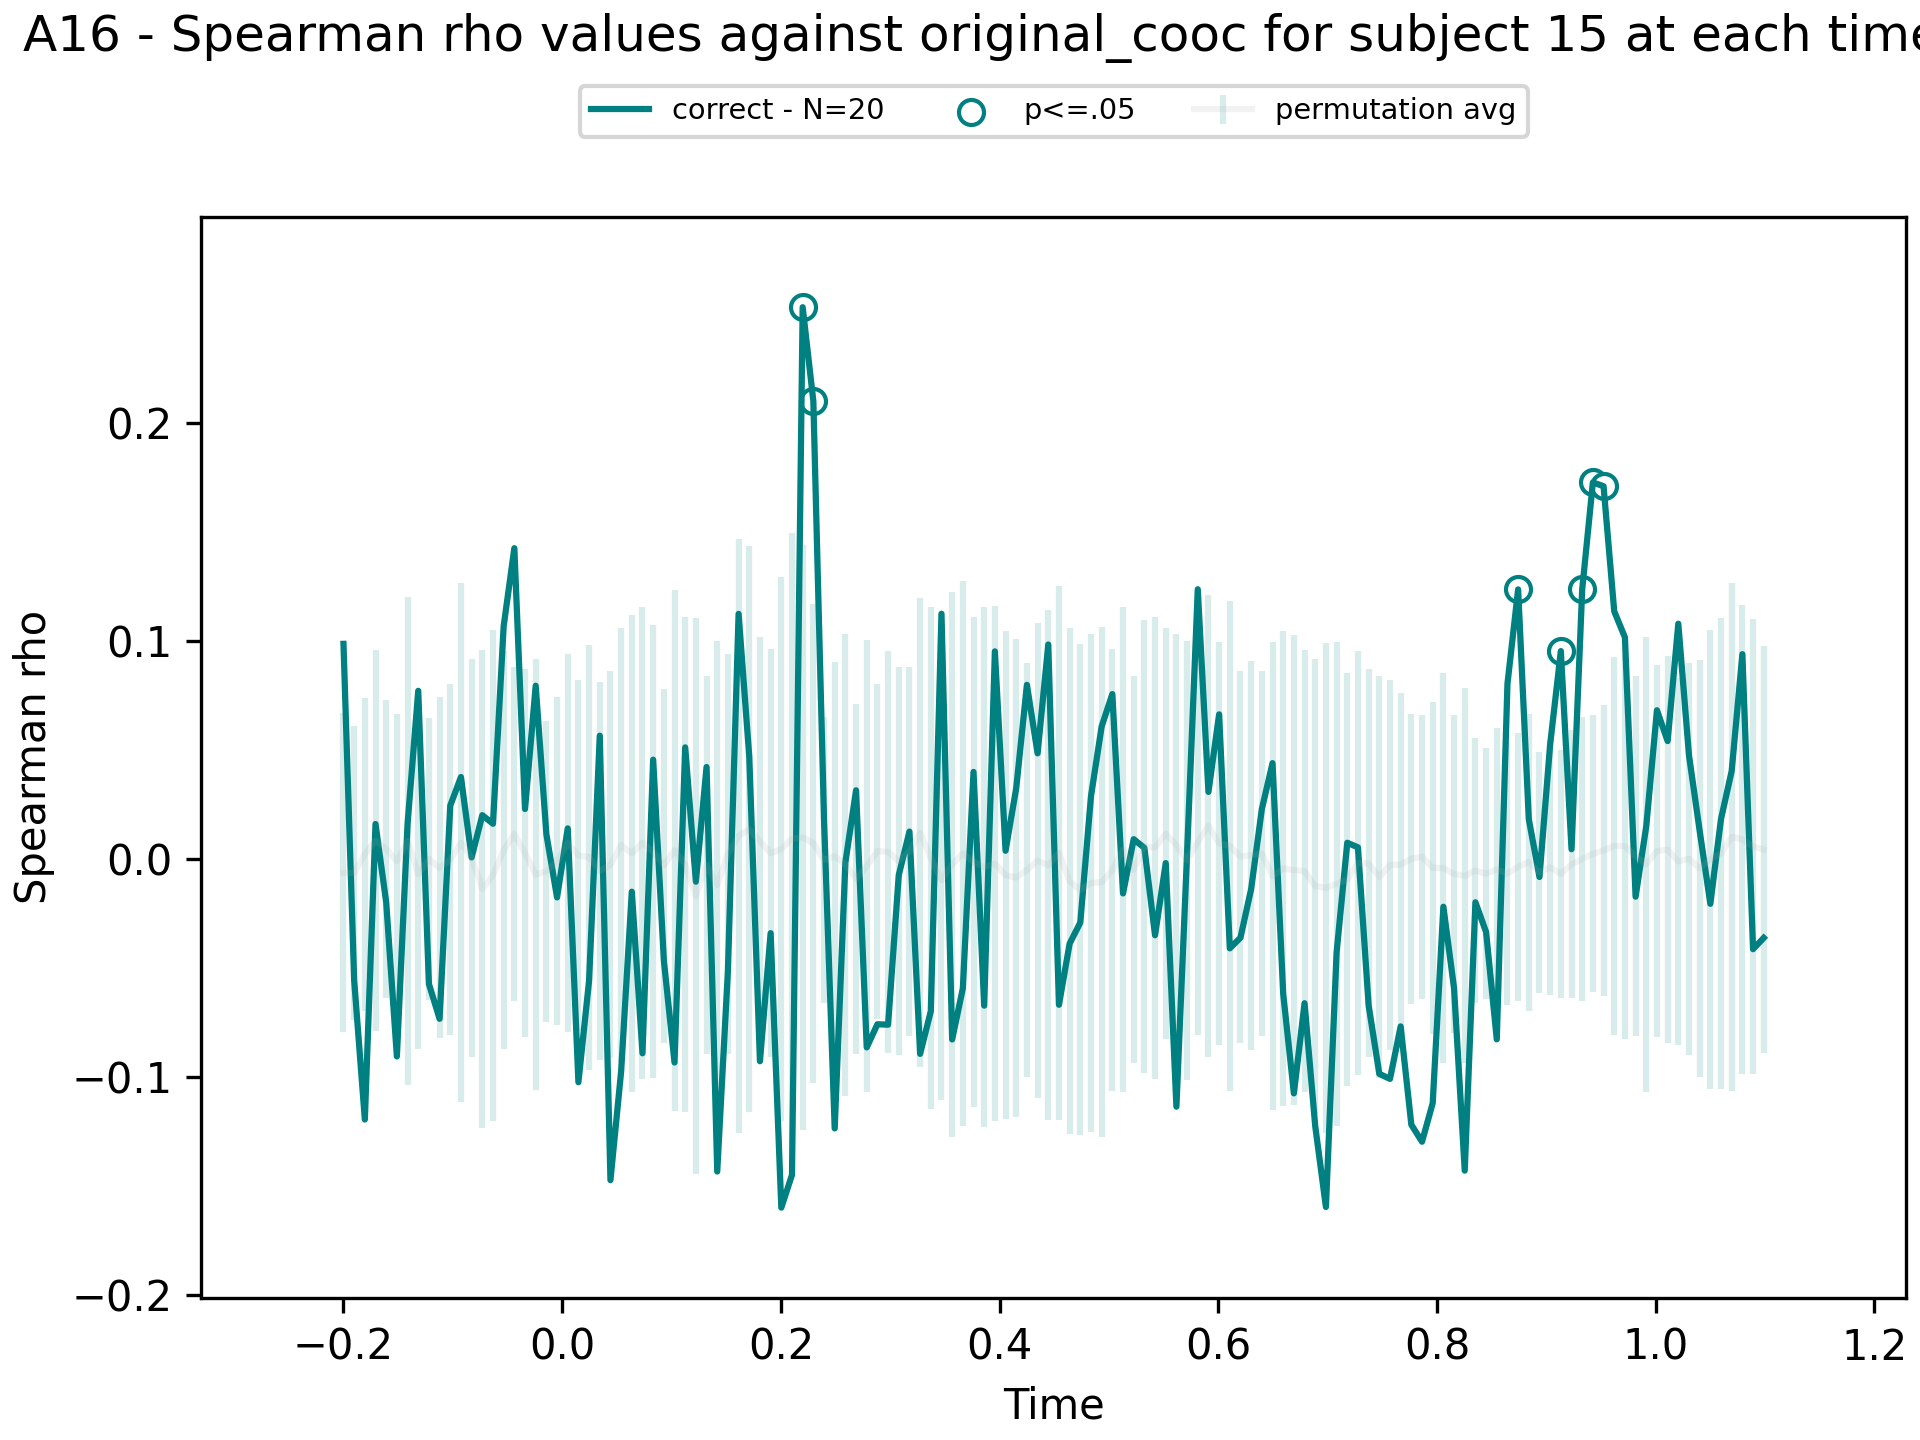 A16 - Spearman rho values against original_cooc for subject 15 at each time
correct - N=20 p<=.05 permutation avg
Spearman rho
0.2
0.1
0.0
−0.1
−0.2
−0.2 0.0 0.2 0.4 0.6 0.8 1.0 1.2
Time